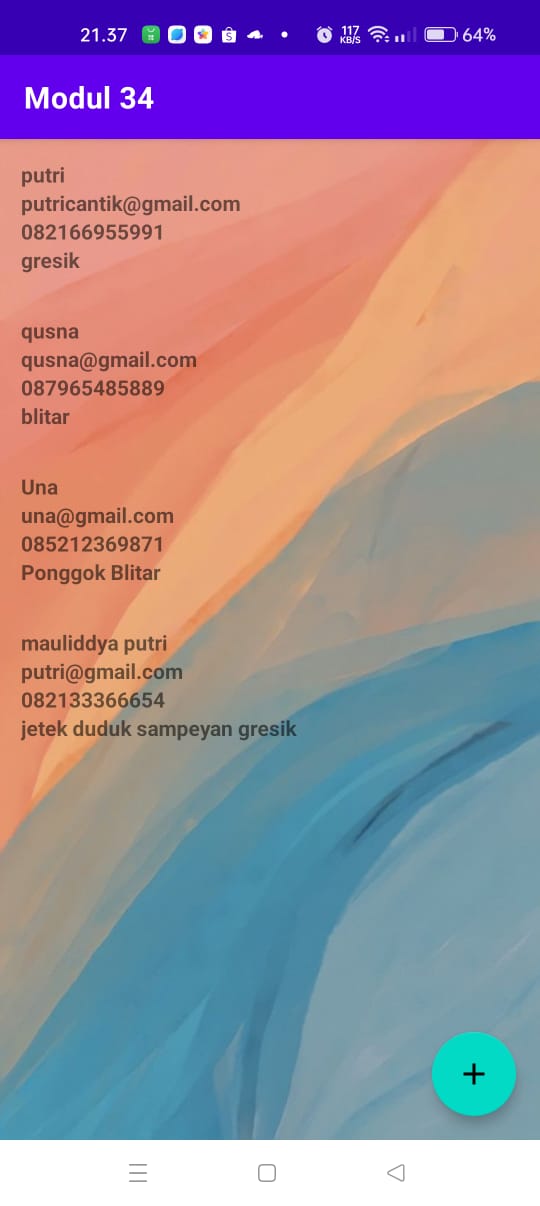 21.37
117
KB/S
64%
Modul 34
putri
putricantik@gmail.com
082166955991
gresik
qusna
qusna@gmail.com
087965485889
blitar
Una
una@gmail.com
085212369871
Ponggok Blitar
mauliddya putri
putri@gmail.com
082133366654
jetek duduk sampeyan gresik